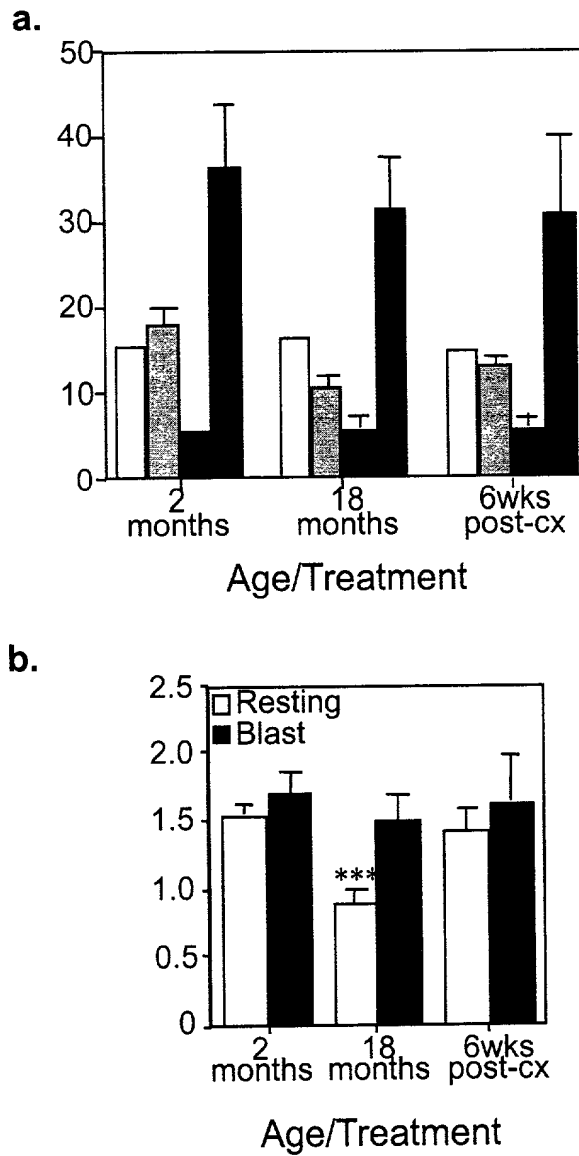 a.
50
40
30
20
10
0
2 months
18 months
6wks post-cx
Age/Treatment
b.
2.5
2.0
1.5
1.0
0.5
0
Resting
Blast
***
2 months
18 months
6wks post-cx
Age/Treatment